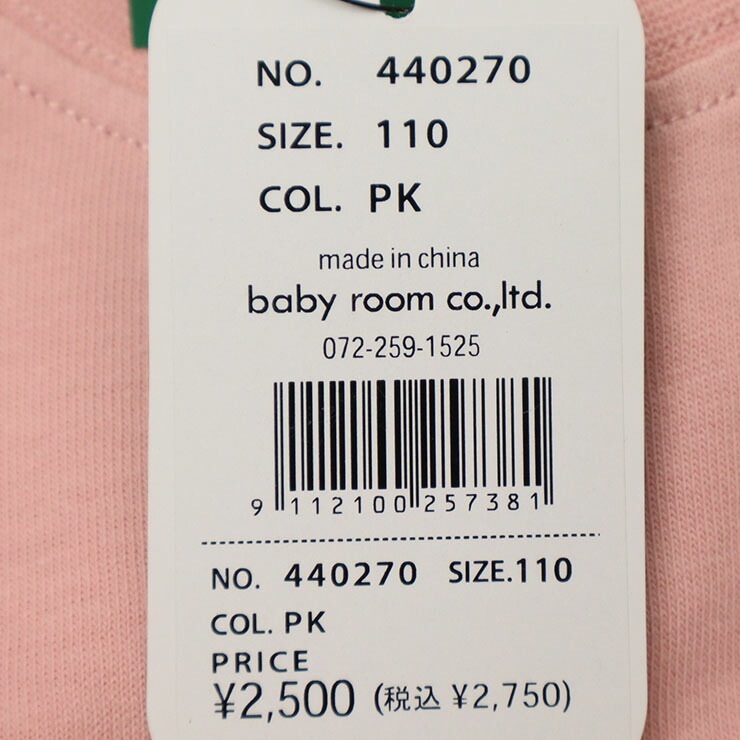 NO. 440270
SIZE. 110
COL. PK
made in china
baby room co.,ltd.
072-259-1525
9 112100 257381
NO. 440270 SIZE.110
COL. PK
PRICE
¥2,500 (税込 ¥2,750)